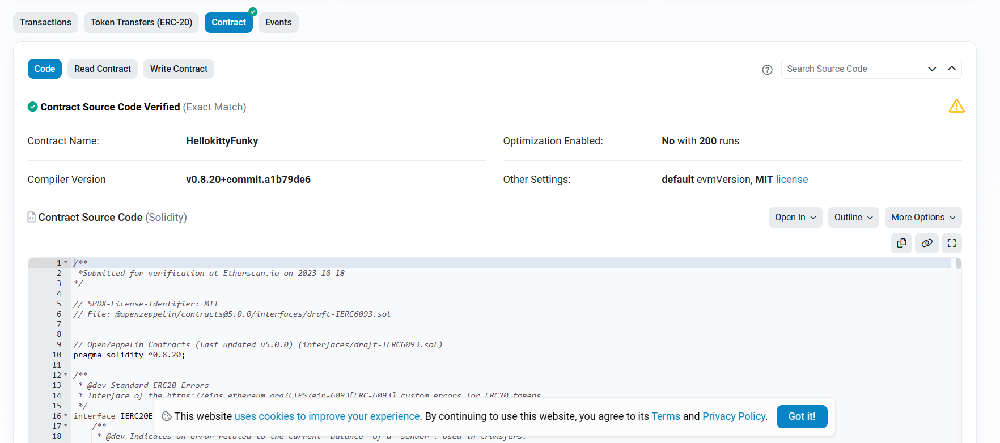 Transactions Token Transfers (ERC-20) Contract Events
Code Read Contract Write Contract Search Source Code
Contract Source Code Verified (Exact Match)
Contract Name: HellokittyFunky Optimization Enabled: No with 200 runs
Compiler Version v0.8.20+commit.a1b79de6 Other Settings: default evmVersion, MIT license
Contract Source Code (Solidity) Open In Outline More Options
1 /**
2 *Submitted for verification at Etherscan.io on 2023-10-18
3 */
4
5 // SPDX-License-Identifier: MIT
6 // File: @openzeppelin/contracts@5.0.0/interfaces/draft-IERC6093.sol
7
8
9 // OpenZeppelin Contracts (last updated v5.0.0) (interfaces/draft-IERC6093.sol)
10 pragma solidity ^0.8.20;
11
12 /**
13 * @dev Standard ERC20 Errors
14 * Interface of the https://eips.ethereum.org/EIPS/eip-6093[ERC-6093] custom errors for ERC20 tokens.
15 */
16 interface IERC20E
This website uses cookies to improve your experience. By continuing to use this website, you agree to its Terms and Privacy Policy. Got it!
17 /**
18 * @dev Indicates an error related to the current `balance` of a `sender`. Used in transfers.